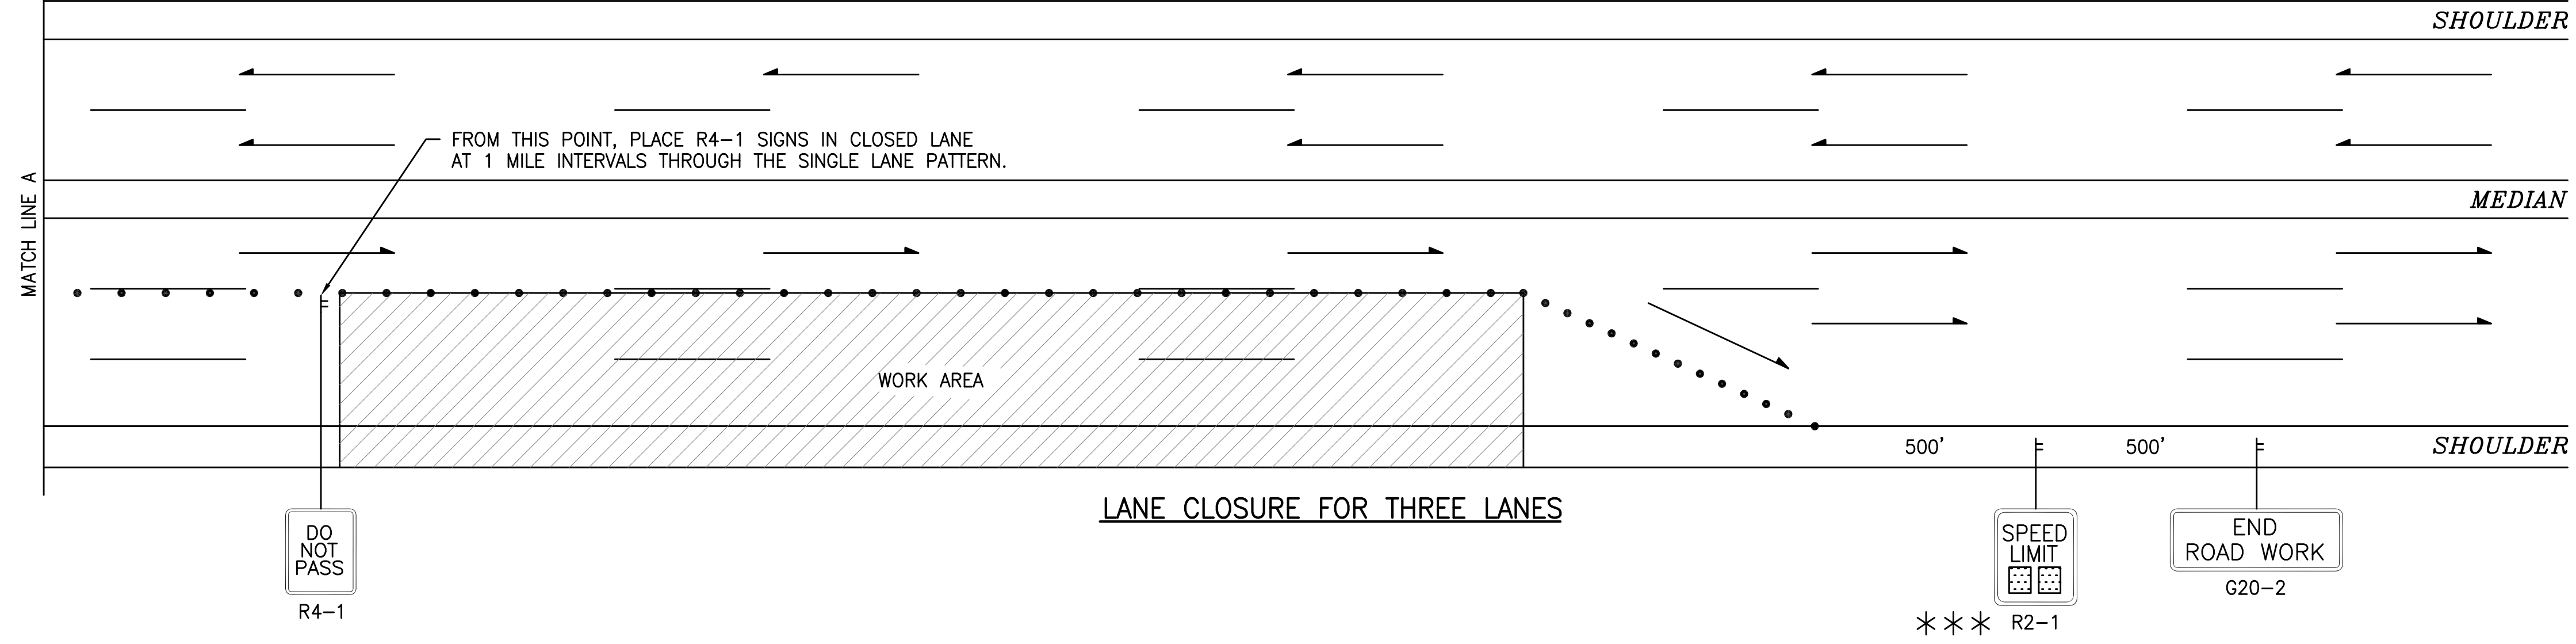 SHOULDER
FROM THIS POINT, PLACE R4-1 SIGNS IN CLOSED LANE
AT 1 MILE INTERVALS THROUGH THE SINGLE LANE PATTERN.
MATCH LINE A
MEDIAN
WORK AREA
500'
500'
SHOULDER
LANE CLOSURE FOR THREE LANES
DO
NOT
PASS
R4-1
SPEED
LIMIT
*** R2-1
END
ROAD WORK
G20-2